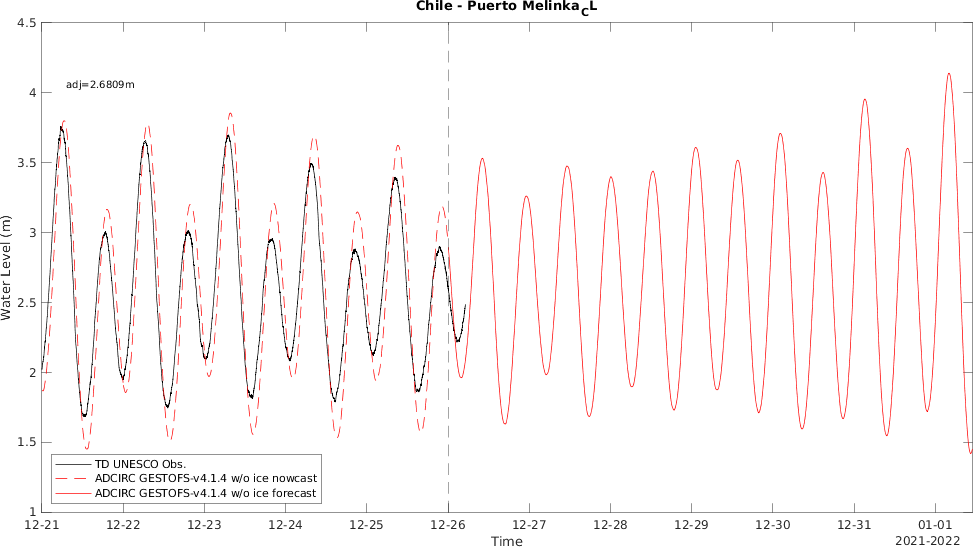 Chile - Puerto Melinka_CL
adj=2.6809m
4.5
4
3.5
3
2.5
2
1.5
1
Water Level (m)
TD UNESCO Obs.
ADCIRC GESTOFS-v4.1.4 w/o ice nowcast
ADCIRC GESTOFS-v4.1.4 w/o ice forecast
12-21 12-22 12-23 12-24 12-25 12-26 12-27 12-28 12-29 12-30 12-31 01-01
Time
2021-2022